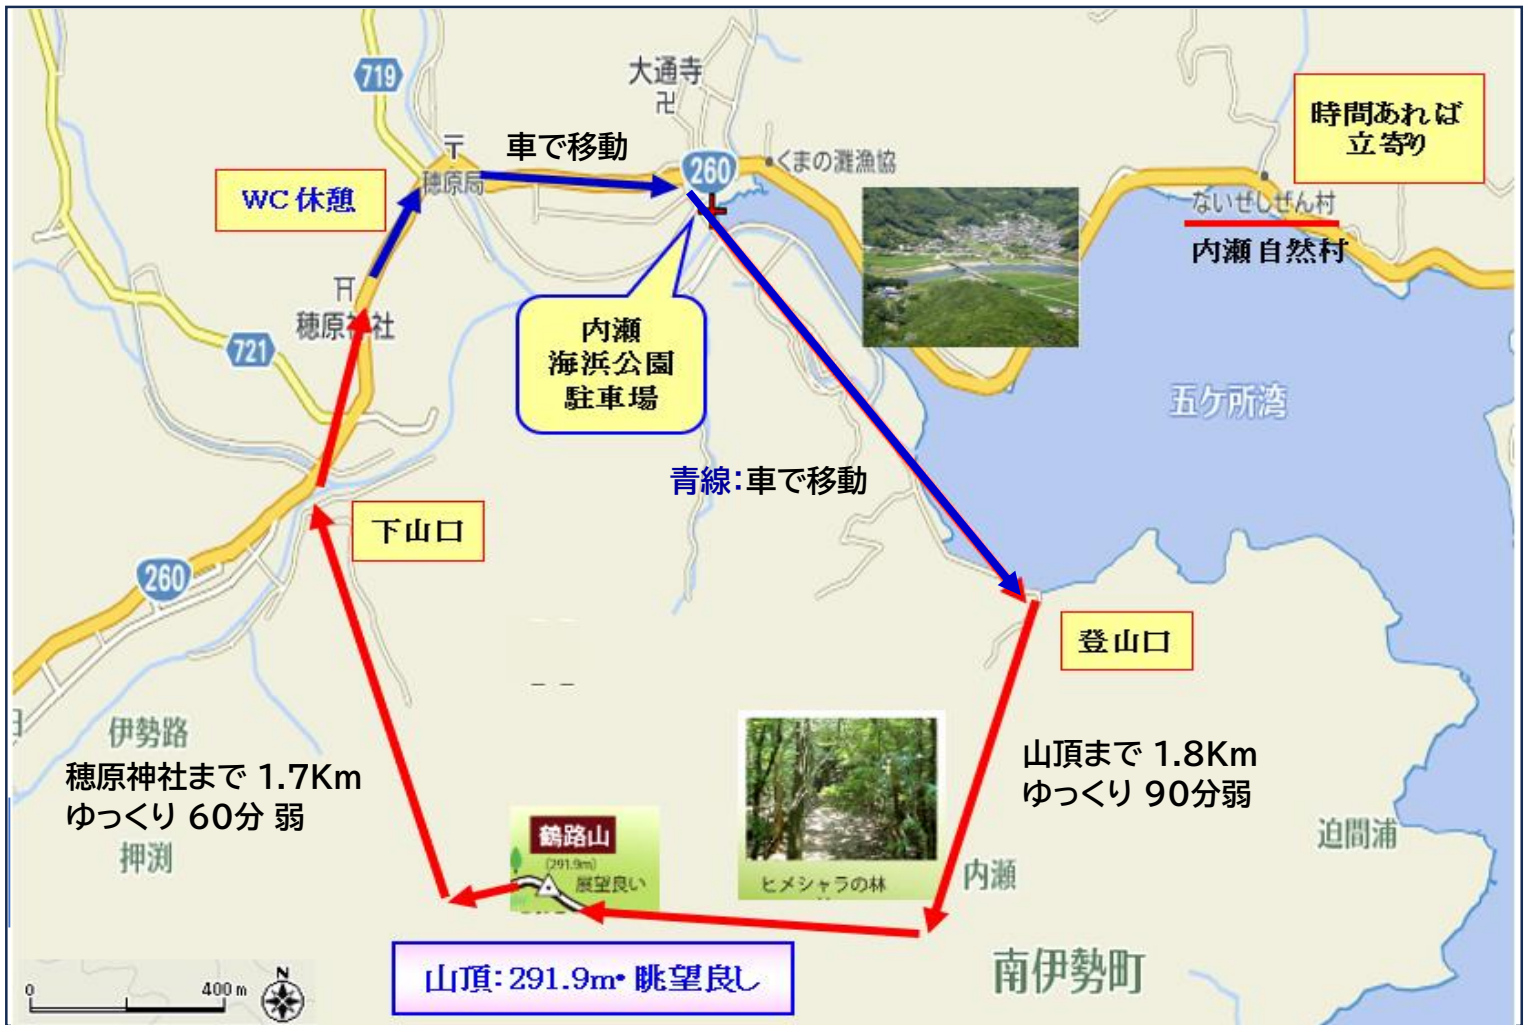 719
大通寺
時間あれば
立寄り
車で移動
260
くまの灘漁協
穂原局
WC 休憩
ないぜしぜん村
内瀬自然村
穂原神社
721
内瀬
海浜公園
駐車場
五ケ所湾
青線：車で移動
下山口
260
登山口
伊勢路
穂原神社まで 1.7Km
ゆっくり 60分 弱
押渕
山頂まで 1.8Km
ゆっくり 90分弱
迫間浦
鶴路山
(291.9m)
展望良い
ヒメシャラの林
内瀬
山頂：291.9m・眺望良し
南伊勢町
N
0
400 m